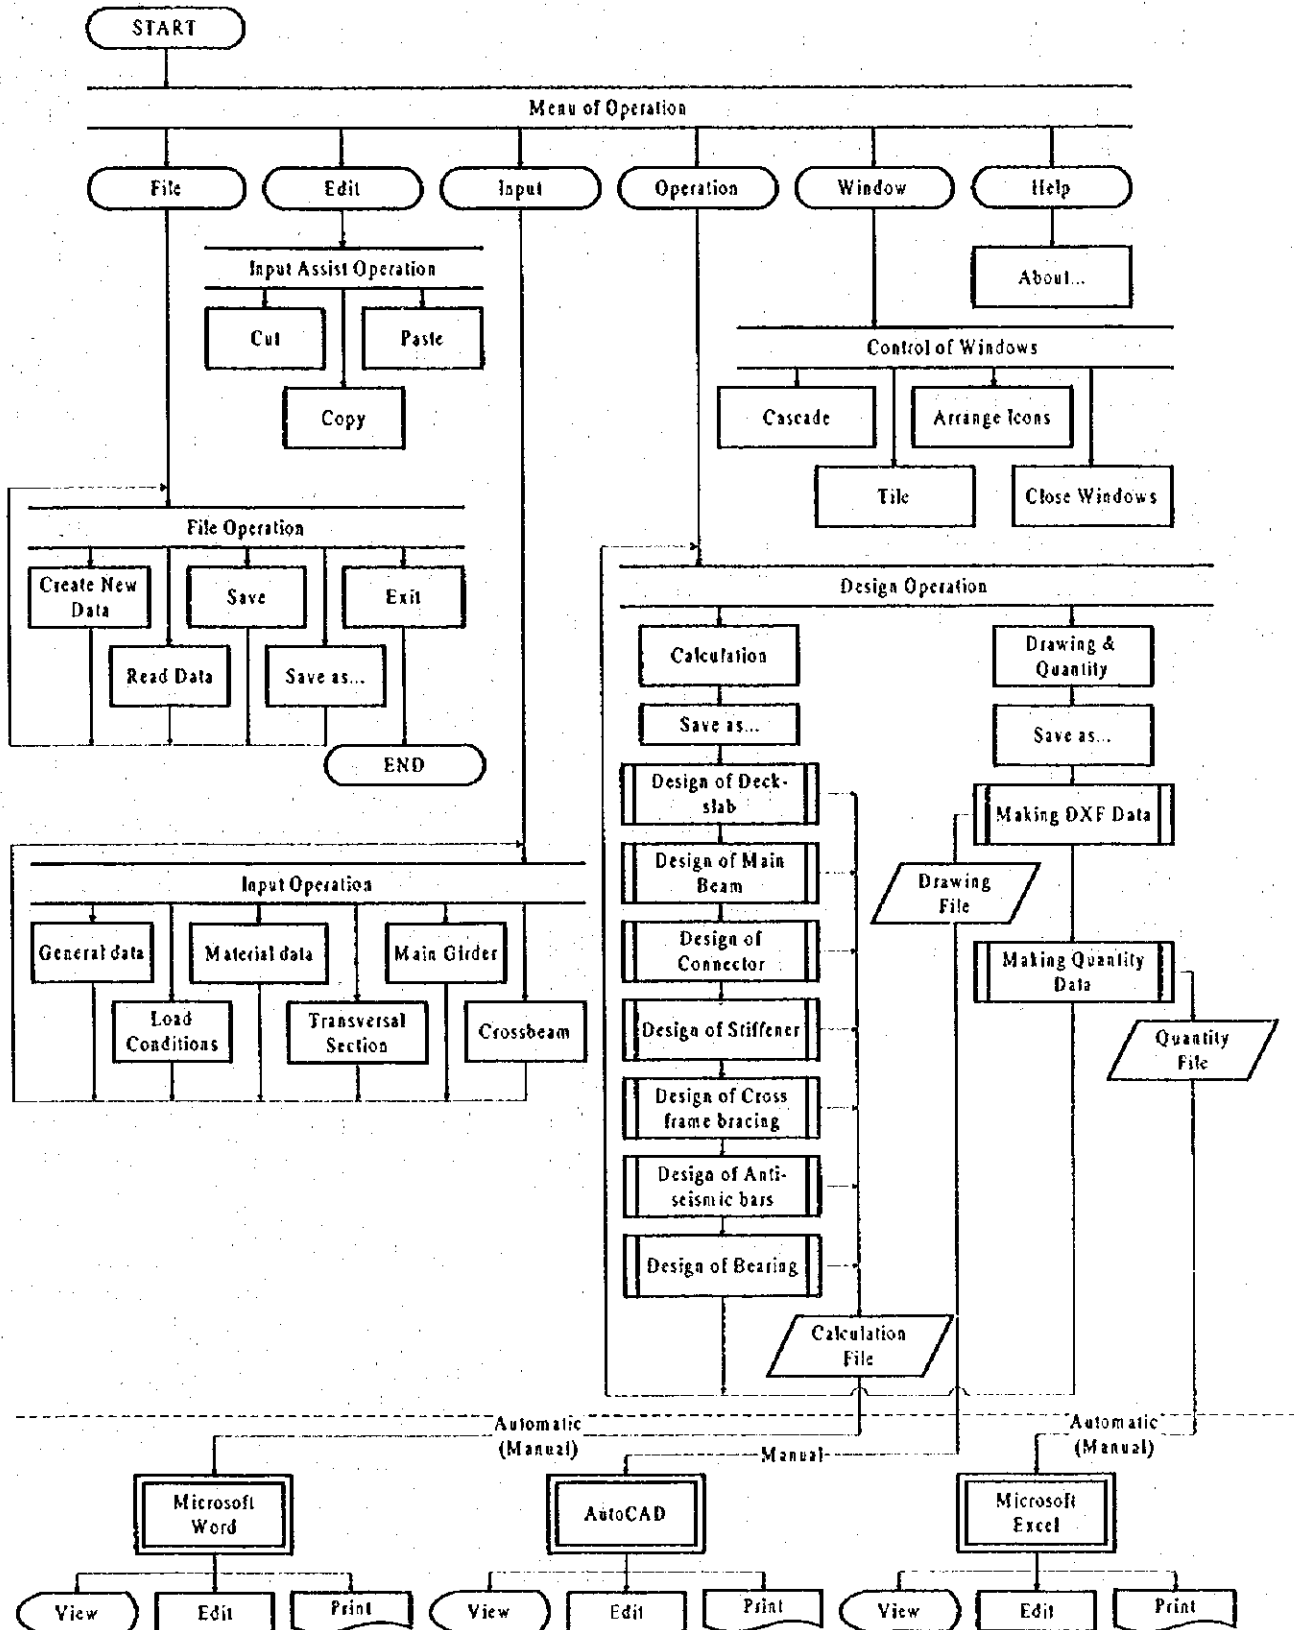 START
Menu of Operation
File
Edit
Input
Operation
Window
Help
Input Assist Operation
Cut
Paste
Copy
About...
Control of Windows
Cascade
Arrange Icons
Tile
Close Windows
File Operation
Create New
Data
Save
Exit
Read Data
Save as...
END
Input Operation
General data
Material data
Main Girder
Load
Conditions
Transversal
Section
Crossbeam
Design Operation
Calculation
Save as...
Design of Deck-
slab
Design of Main
Beam
Design of
Connector
Design of Stiffener
Design of Cross
frame bracing
Design of Anti-
seismic bars
Design of Bearing
Calculation
File
Drawing &
Quantity
Save as...
Making DXF Data
Drawing
File
Making Quantity
Data
Quantity
File
Automatic
(Manual)
Manual
Automatic
(Manual)
Microsoft
Word
AutoCAD
Microsoft
Excel
View
Edit
Print
View
Edit
Print
View
Edit
Print